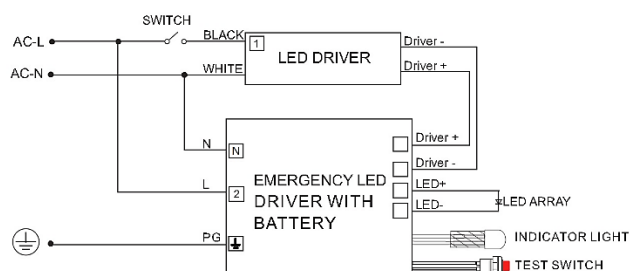 SWITCH
AC-L
BLACK
1
LED DRIVER
Driver -
AC-N
WHITE
Driver +
N
N
Driver +
Driver -
L
2
EMERGENCY LED
DRIVER WITH
BATTERY
LED+
LED-
LED ARRAY
PG
INDICATOR LIGHT
TEST SWITCH